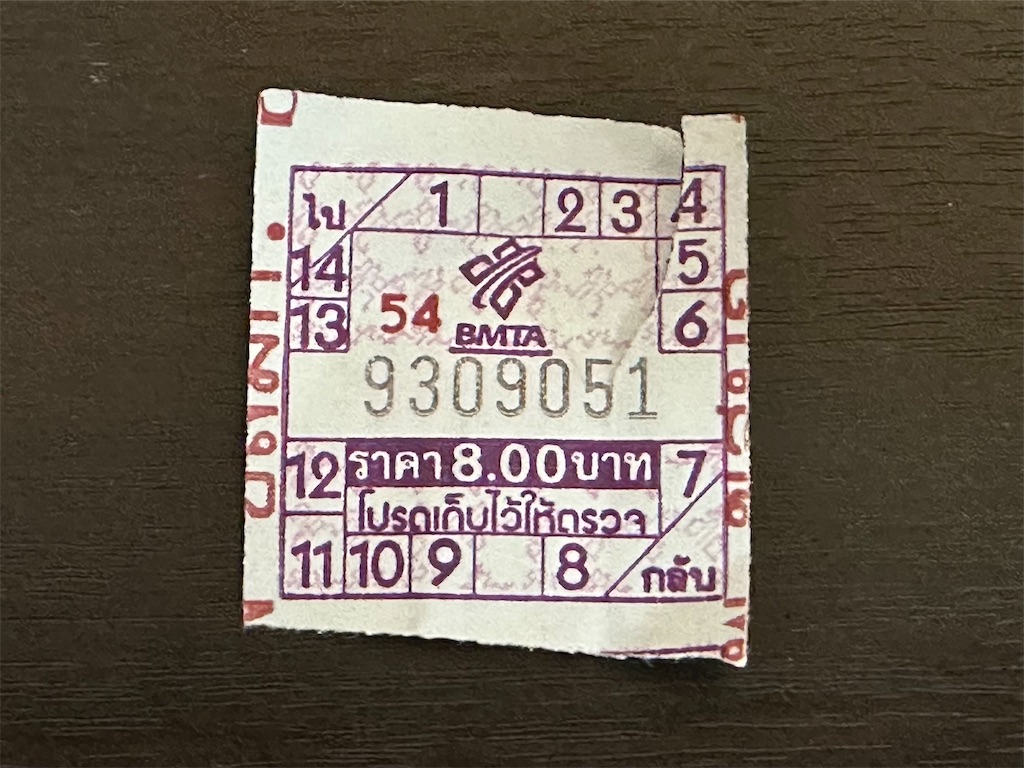 ไป 1 2 3 4
14 5
13 54 BMTA 6
9309051
12 ราคา 8.00 บาท 7
โปรดเก็บไว้ให้ตรวจ
11 10 9 8 กลับ